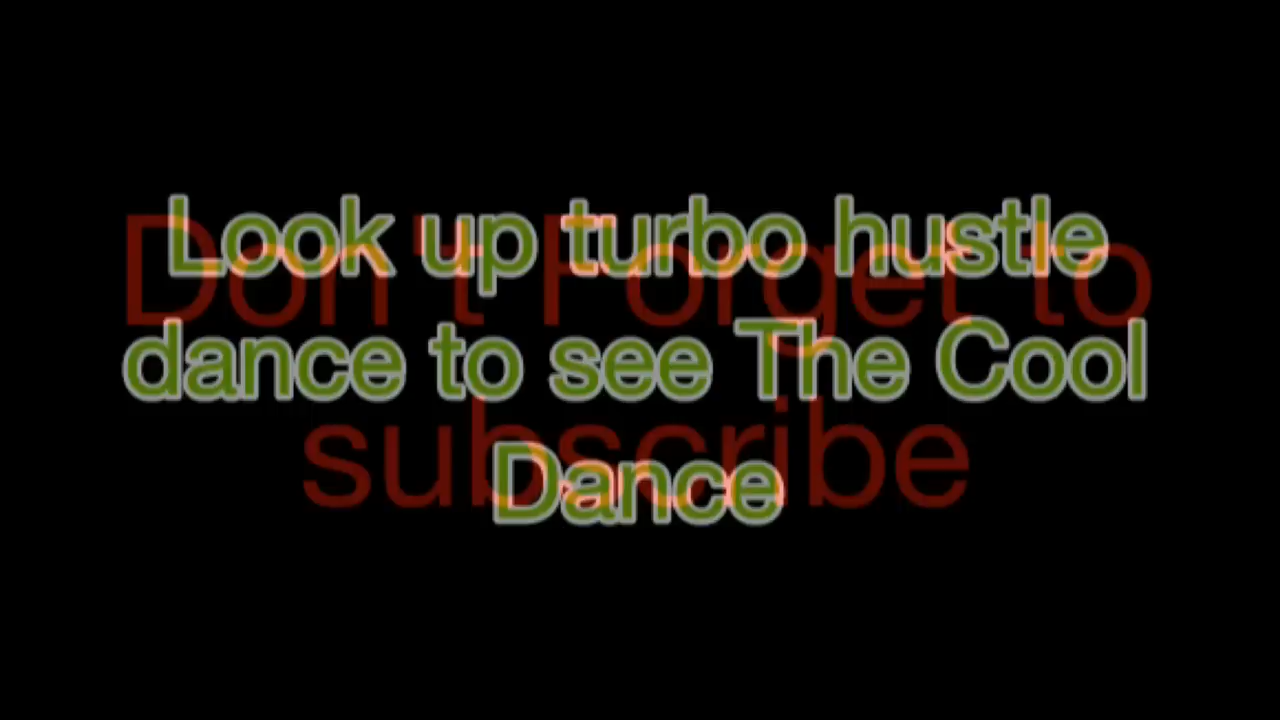 Look up turbo hustle
dance to see The Cool
Dance
Don't Forget to
subscribe